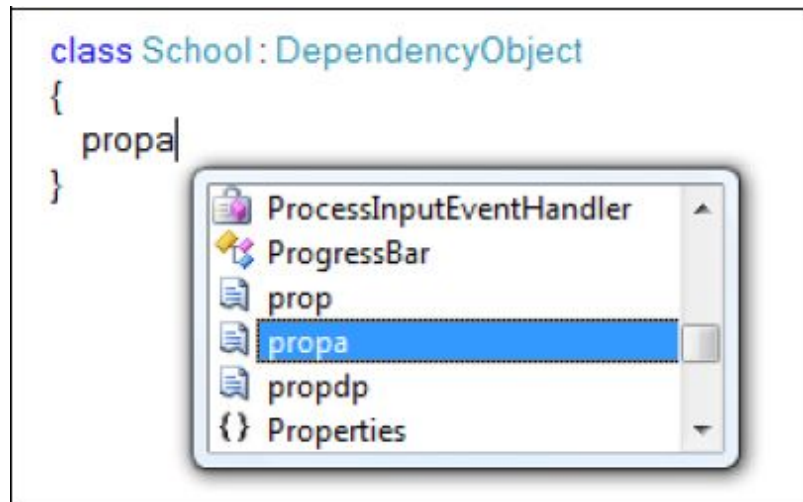 class School : DependencyObject
{
propa
}
ProcessInputEventHandler
ProgressBar
prop
propa
propdp
{} Properties